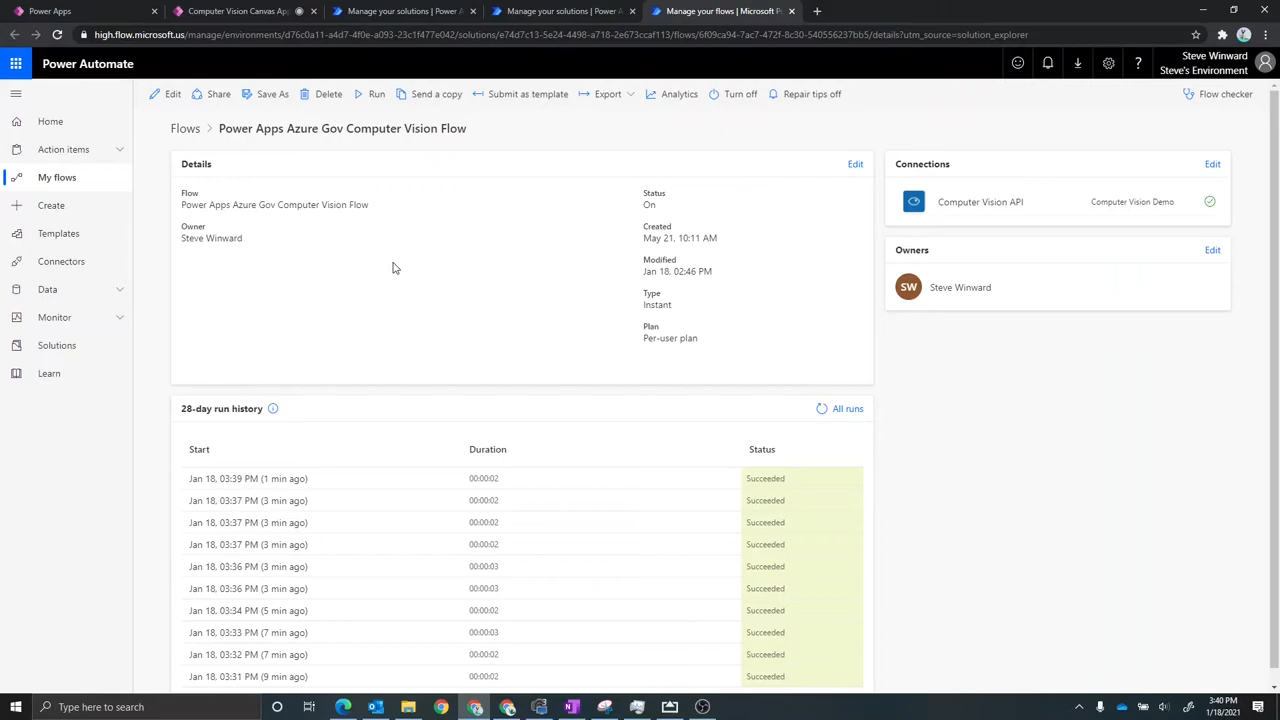 Power Apps
Computer Vision Canvas App
Manage your solutions | Power A
Manage your solutions | Power A
Manage your flows | Microsoft Po
high.flow.microsoft.us/manage/environments/d76c0a11-a4d7-4f0e-a093-23c1f477e042/solutions/e4d7c13-5e24-4498-a718-2e673ccaf113/flows/6f09ca94-7ac7-472f-8c30-540556237bb5/details?utm_source=solution_explorer
Power Automate
Steve Winward
Steve's Environment
Edit Share Save As Delete Run Send a copy Submit as template Export Analytics Turn off Repair tips off Flow checker
Home
Action items
My flows
Create
Templates
Connectors
Data
Monitor
Solutions
Learn
Flows > Power Apps Azure Gov Computer Vision Flow
Details Edit
Flow
Power Apps Azure Gov Computer Vision Flow
Owner
Steve Winward
Status
On
Created
May 21, 10:11 AM
Modified
Jan 18, 02:46 PM
Type
Instant
Plan
Per-user plan
Connections Edit
Computer Vision API Computer Vision Demo
Owners Edit
SW Steve Winward
28-day run history All runs
Start Duration Status
Jan 18, 03:39 PM (1 min ago) 00:00:02 Succeeded
Jan 18, 03:37 PM (3 min ago) 00:00:02 Succeeded
Jan 18, 03:37 PM (3 min ago) 00:00:02 Succeeded
Jan 18, 03:37 PM (3 min ago) 00:00:02 Succeeded
Jan 18, 03:36 PM (3 min ago) 00:00:03 Succeeded
Jan 18, 03:36 PM (3 min ago) 00:00:03 Succeeded
Jan 18, 03:34 PM (5 min ago) 00:00:02 Succeeded
Jan 18, 03:33 PM (7 min ago) 00:00:03 Succeeded
Jan 18, 03:32 PM (7 min ago) 00:00:02 Succeeded
Jan 18, 03:31 PM (9 min ago) 00:00:02 Succeeded
Type here to search
3:40 PM
1/18/2021